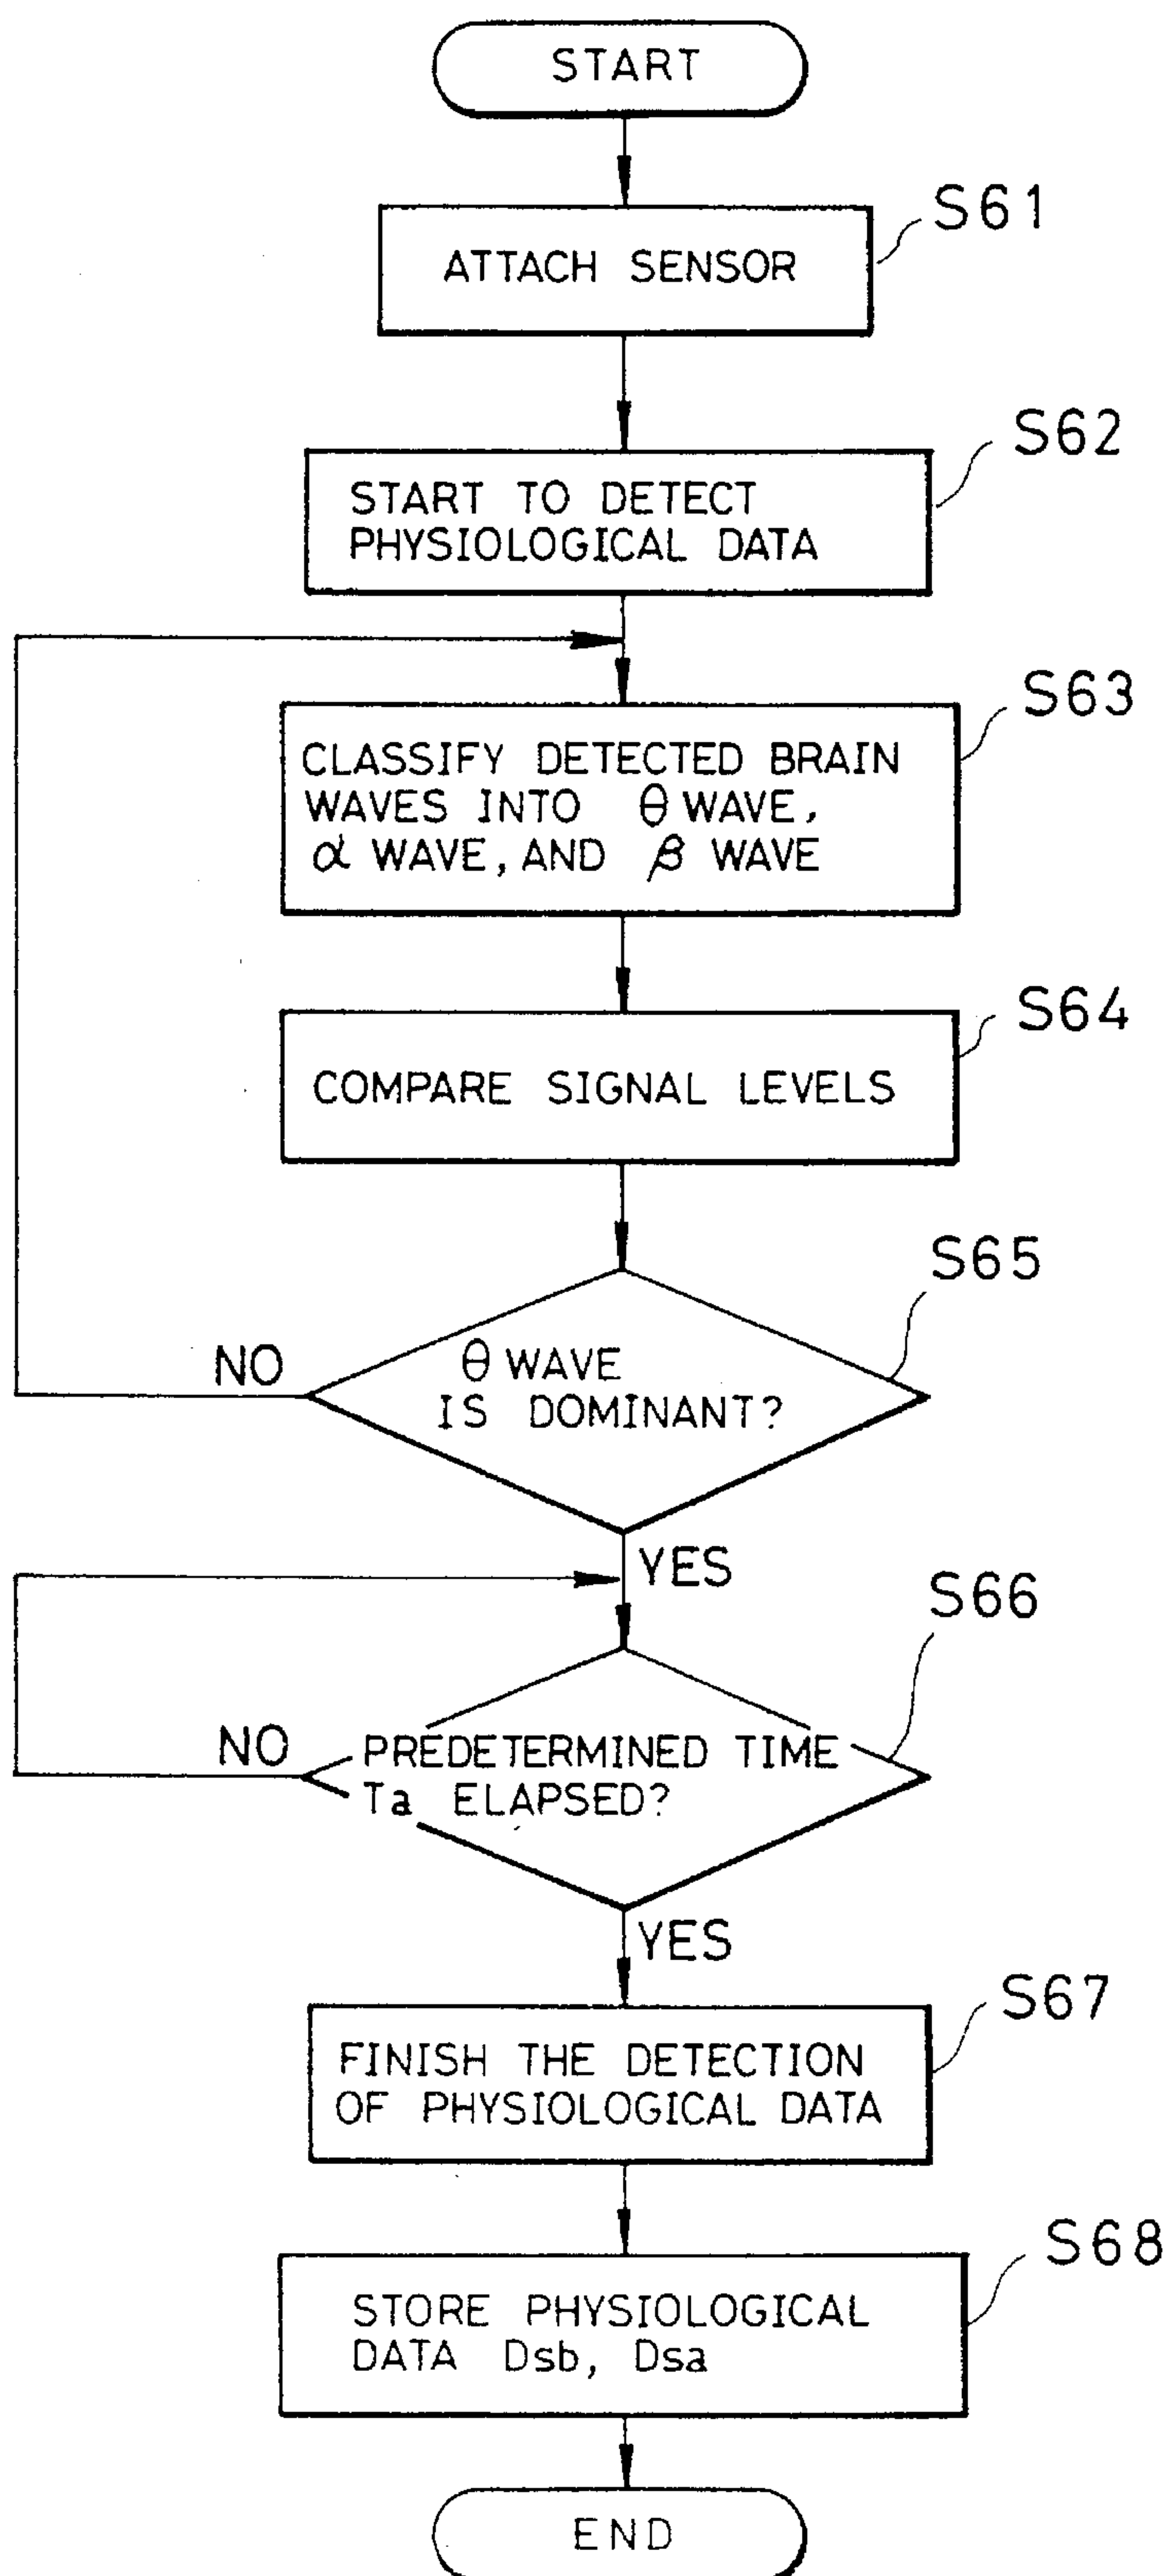 START
S61
ATTACH SENSOR
S62
START TO DETECT
PHYSIOLOGICAL DATA
S63
CLASSIFY DETECTED BRAIN
WAVES INTO θ WAVE,
α WAVE, AND β WAVE
S64
COMPARE SIGNAL LEVELS
S65
NO
θ WAVE
IS DOMINANT?
YES
S66
NO
PREDETERMINED TIME
Ta ELAPSED?
YES
S67
FINISH THE DETECTION
OF PHYSIOLOGICAL DATA
S68
STORE PHYSIOLOGICAL
DATA Dsb, Dsa
END